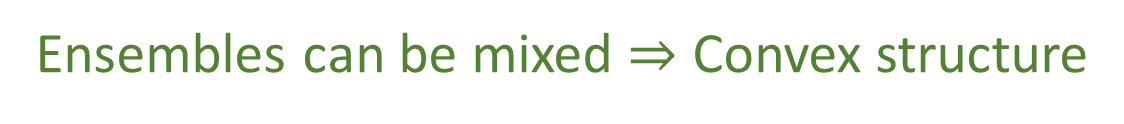 Ensembles can be mixed ⇒ Convex structure